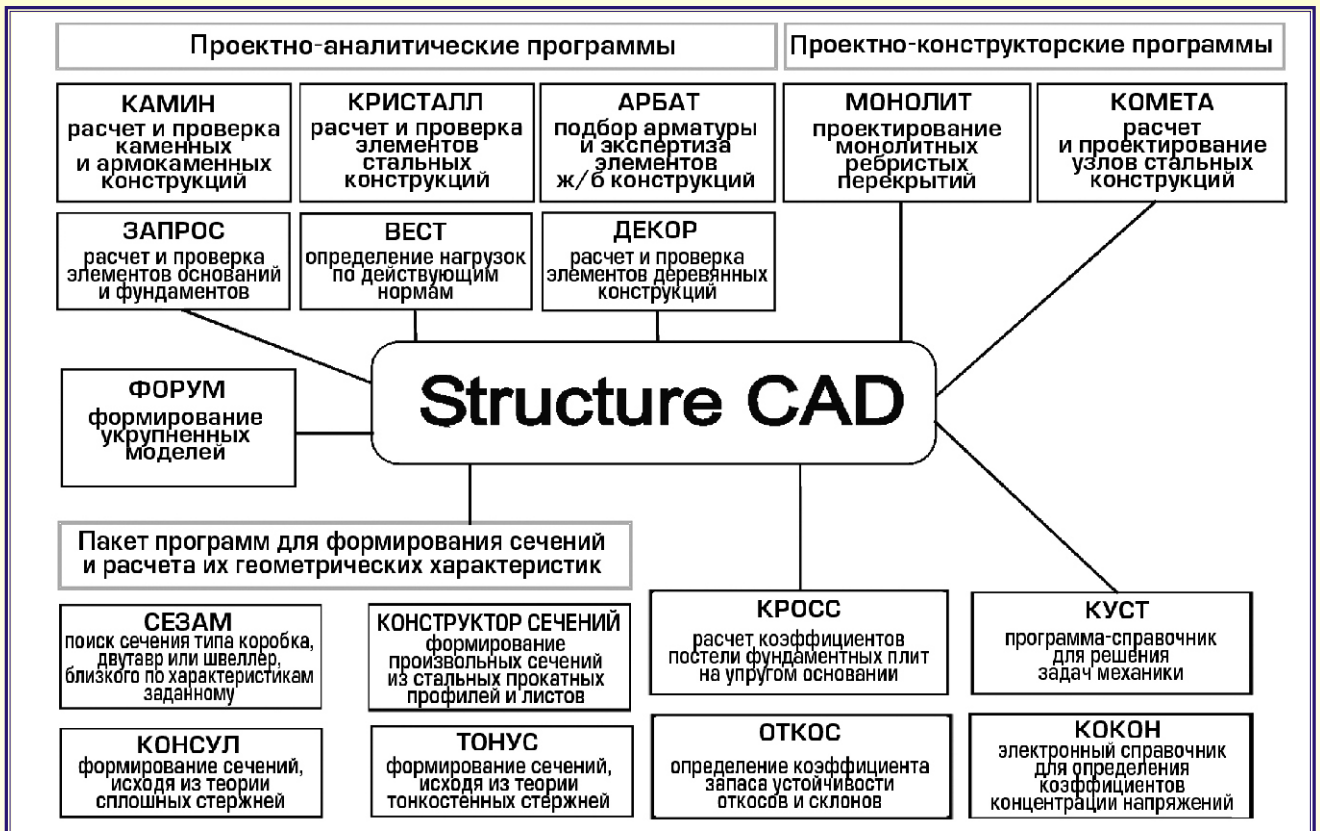 Проектно-аналитические программы
Проектно-конструкторские программы
КАМИН
расчет и проверка
каменных
и армокаменных
конструкций
КРИСТАЛЛ
расчет и проверка
элементов
стальных
конструкций
АРБАТ
подбор арматуры
и экспертиза
элементов
ж/б конструкций
МОНОЛИТ
проектирование
монолитных
ребристых
перекрытий
КОМЕТА
расчет
и проектирование
узлов стальных
конструкций
ЗАПРОС
расчет и проверка
элементов оснований
и фундаментов
ВЕСТ
определение нагрузок
по действующим
нормам
ДЕКОР
расчет и проверка
элементов деревянных
конструкций
ФОРУМ
формирование
укрупненных
моделей
Structure CAD
Пакет программ для формирования сечений
и расчета их геометрических характеристик
СЕЗАМ
поиск сечения типа коробка,
двутавр или швеллер,
близкого по характеристикам
заданному
КОНСТРУКТОР СЕЧЕНИЙ
формирование
произвольных сечений
из стальных прокатных
профилей и листов
КРОСС
расчет коэффициентов
постели фундаментных плит
на упругом основании
КУСТ
программа-справочник
для решения
задач механики
КОНСУЛ
формирование сечений,
исходя из теории
сплошных стержней
ТОНУС
формирование сечений,
исходя из теории
тонкостенных стержней
ОТКОС
определение коэффициента
запаса устойчивости
откосов и склонов
КОКОН
электронный справочник
для определения
коэффициентов
концентрации напряжений